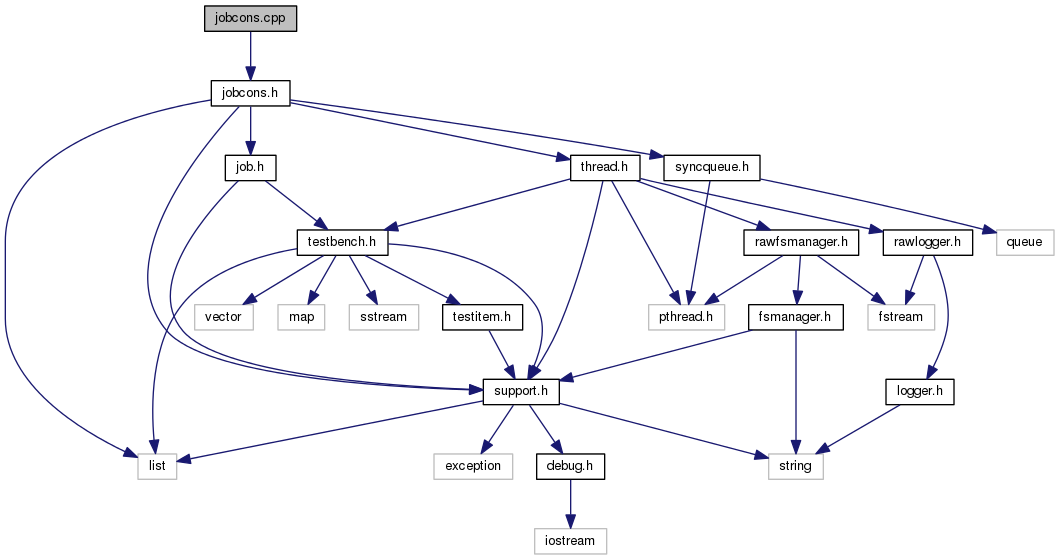 jobcons.cpp
jobcons.h
job.h
thread.h
syncqueue.h
testbench.h
rawfsmanager.h
rawlogger.h
queue
vector
map
sstream
testitem.h
pthread.h
fsmanager.h
fstream
support.h
logger.h
list
exception
debug.h
string
iostream